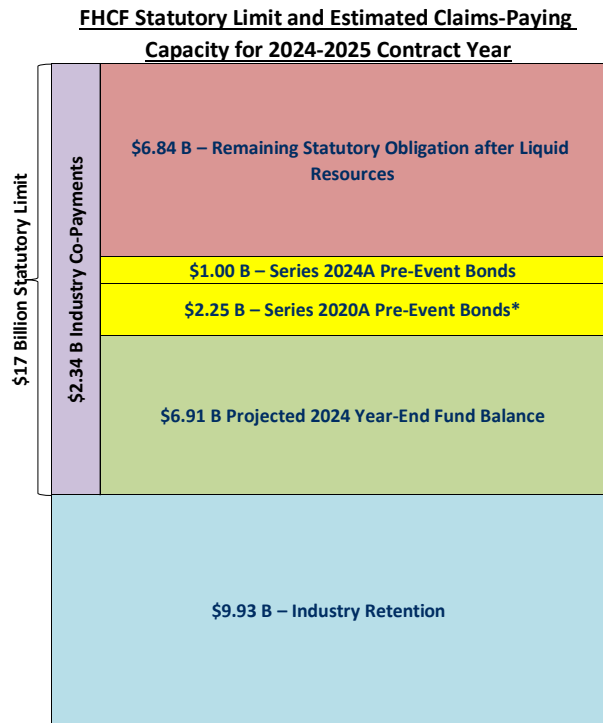 FHCF Statutory Limit and Estimated Claims-Paying
Capacity for 2024-2025 Contract Year
$17 Billion Statutory Limit
$2.34 B Industry Co-Payments
$6.84 B – Remaining Statutory Obligation after Liquid
Resources
$1.00 B – Series 2024A Pre-Event Bonds
$2.25 B – Series 2020A Pre-Event Bonds*
$6.91 B Projected 2024 Year-End Fund Balance
$9.93 B – Industry Retention